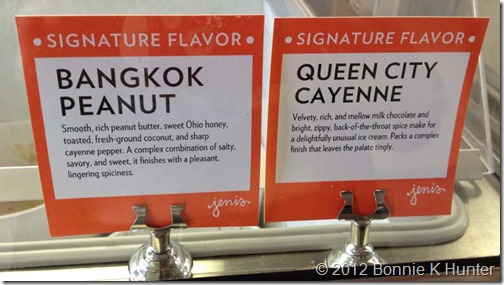 • SIGNATURE FLAVOR •
BANGKOK
PEANUT
Smooth, rich peanut butter, sweet Ohio honey,
toasted, fresh-ground coconut, and sharp
cayenne pepper. A complex combination of salty,
savory, and sweet, it finishes with a pleasant,
lingering spiciness.
jenis
• SIGNATURE FLAVOR •
QUEEN CITY
CAYENNE
Velvety, rich, and mellow milk chocolate and
bright, zippy, back-of-the-throat spice make for
a delightfully unusual ice cream. Packs a complex
finish that leaves the palate tingly.
jenis
©2012 Bonnie K Hunter